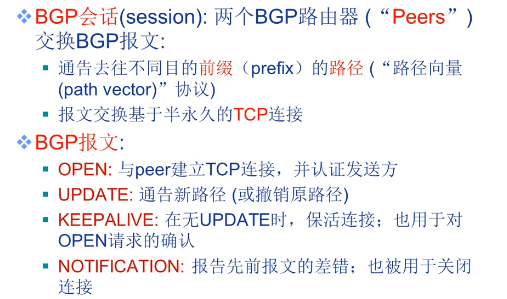 ❖BGP会话(session): 两个BGP路由器 (“Peers”)
交换BGP报文:
▪ 通告去往不同目的前缀（prefix）的路径 (“路径向量
(path vector)”协议)
▪ 报文交换基于半永久的TCP连接
❖BGP报文:
▪ OPEN: 与peer建立TCP连接，并认证发送方
▪ UPDATE: 通告新路径 (或撤销原路径)
▪ KEEPALIVE: 在无UPDATE时，保活连接；也用于对
OPEN请求的确认
▪ NOTIFICATION: 报告先前报文的差错；也被用于关闭
连接